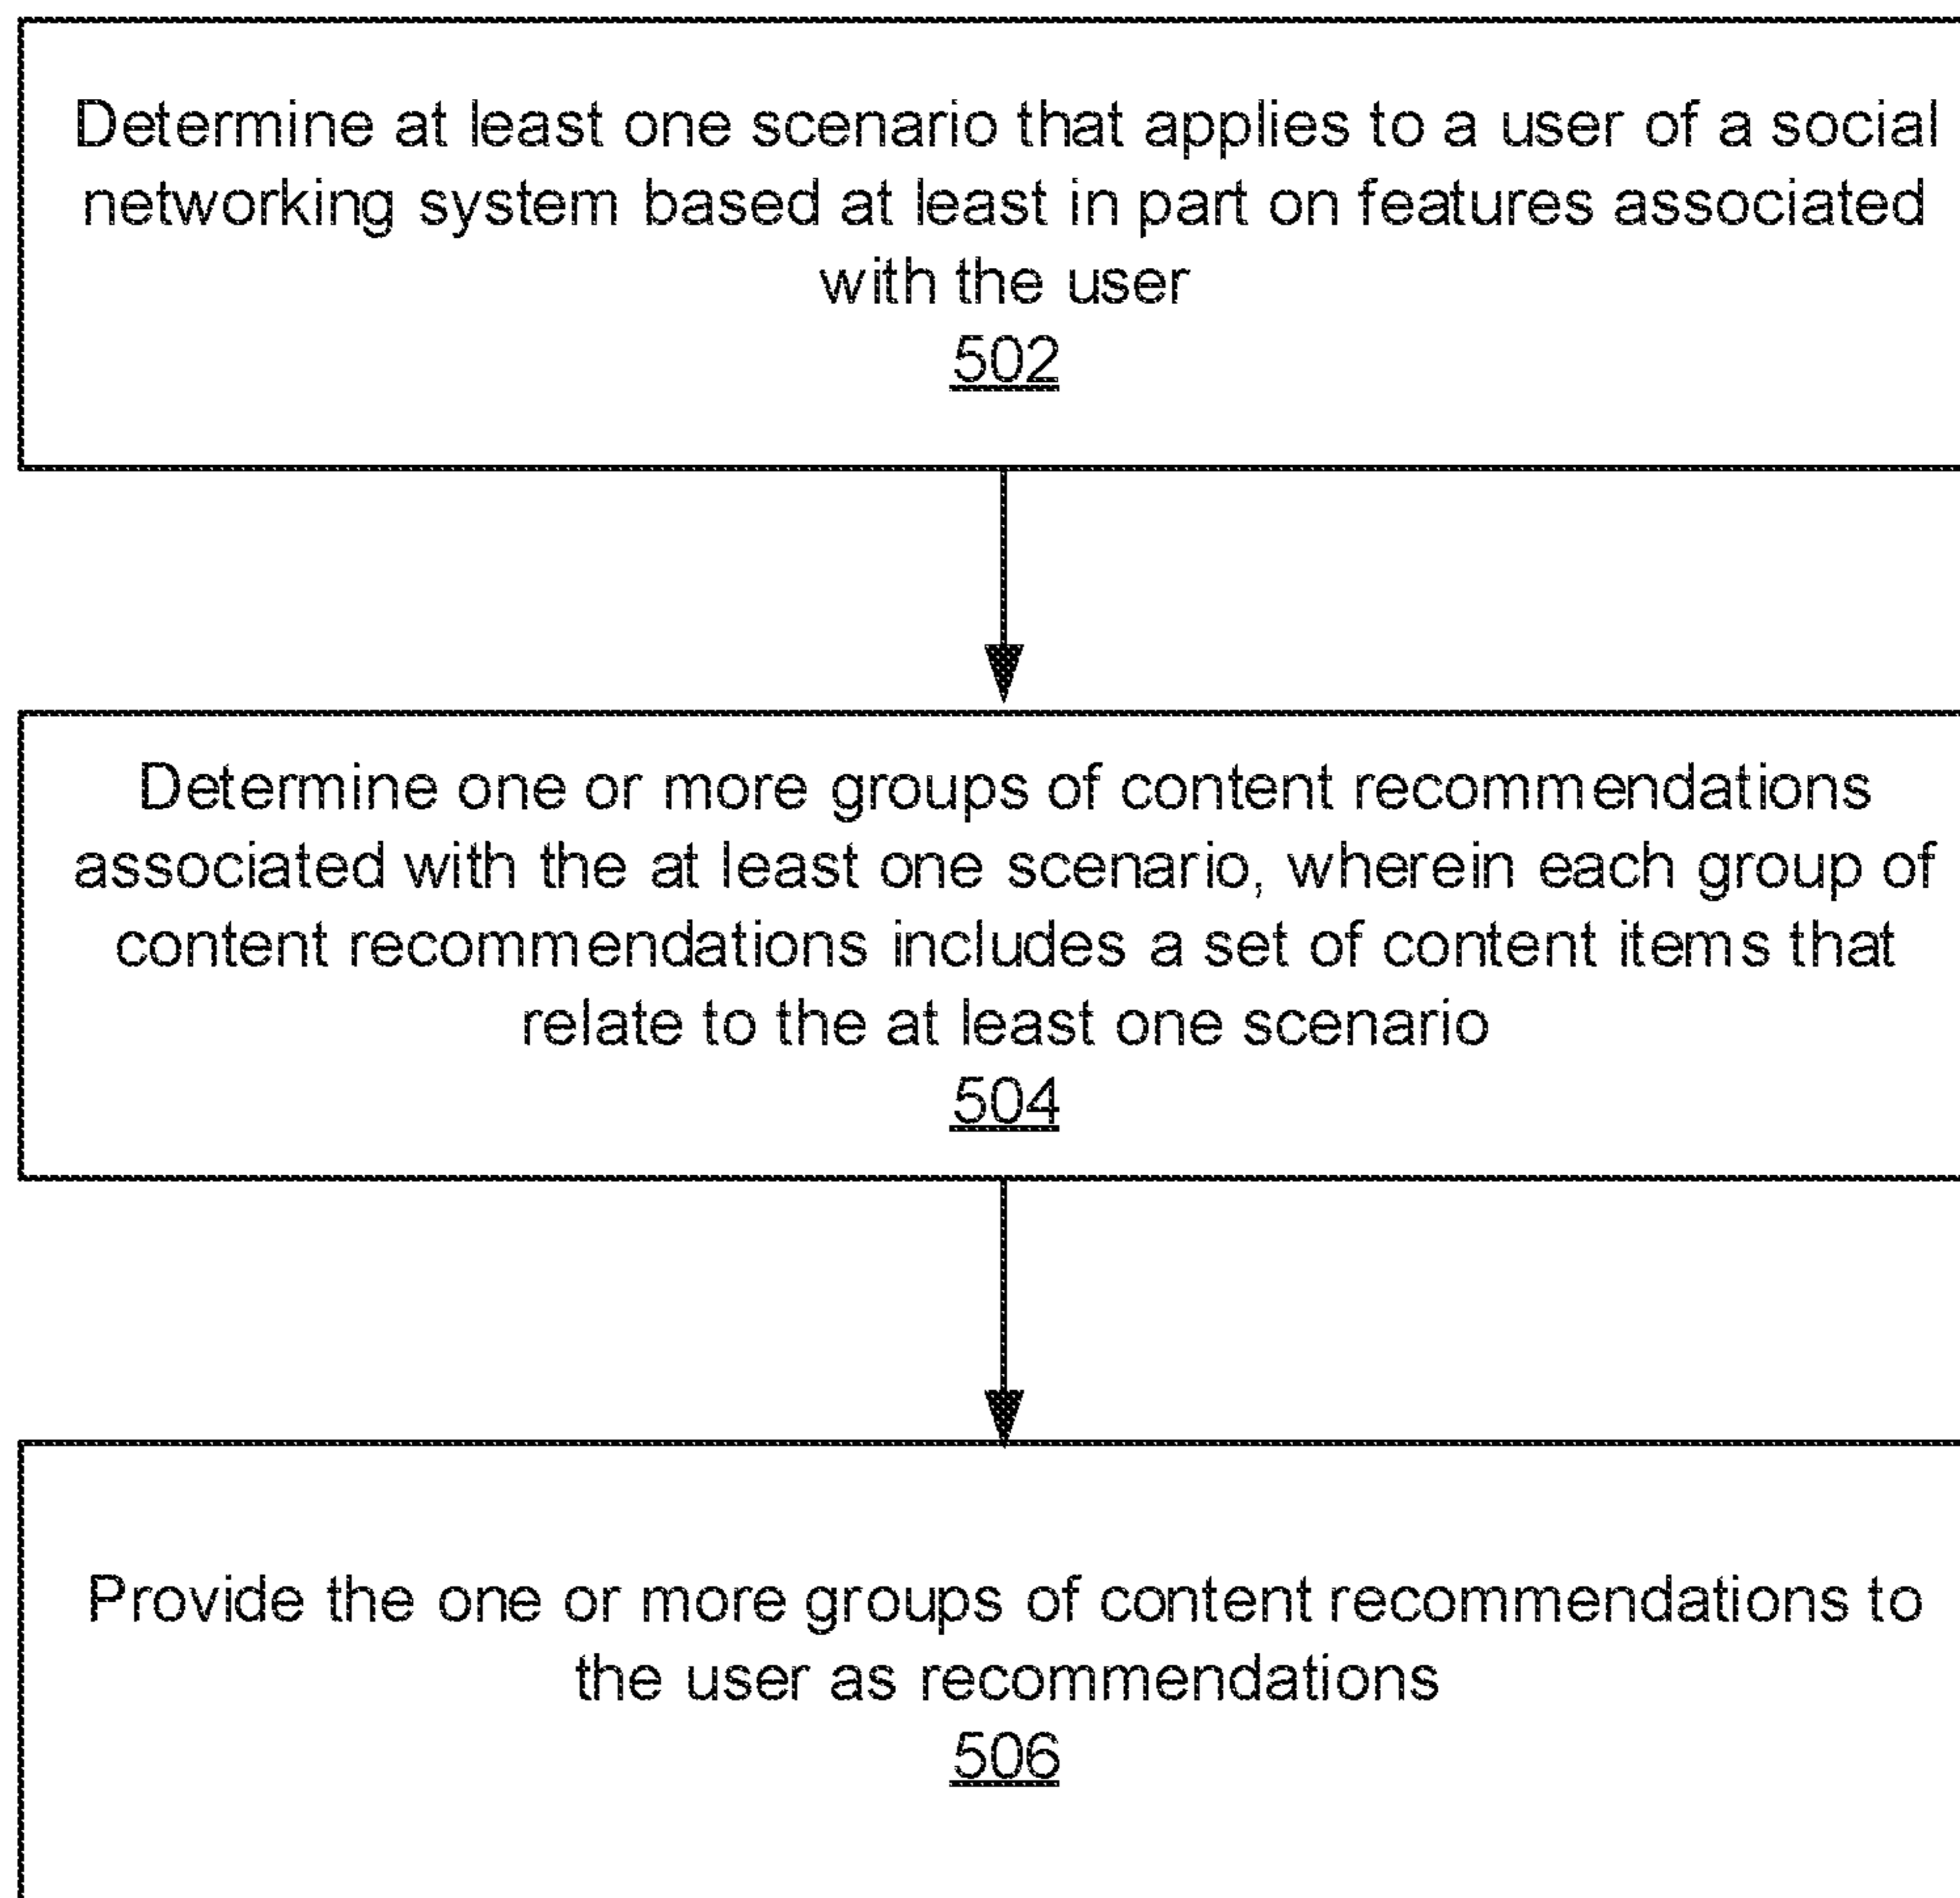 Determine at least one scenario that applies to a user of a social
networking system based at least in part on features associated
with the user
502
Determine one or more groups of content recommendations
associated with the at least one scenario, wherein each group of
content recommendations includes a set of content items that
relate to the at least one scenario
504
Provide the one or more groups of content recommendations to
the user as recommendations
506